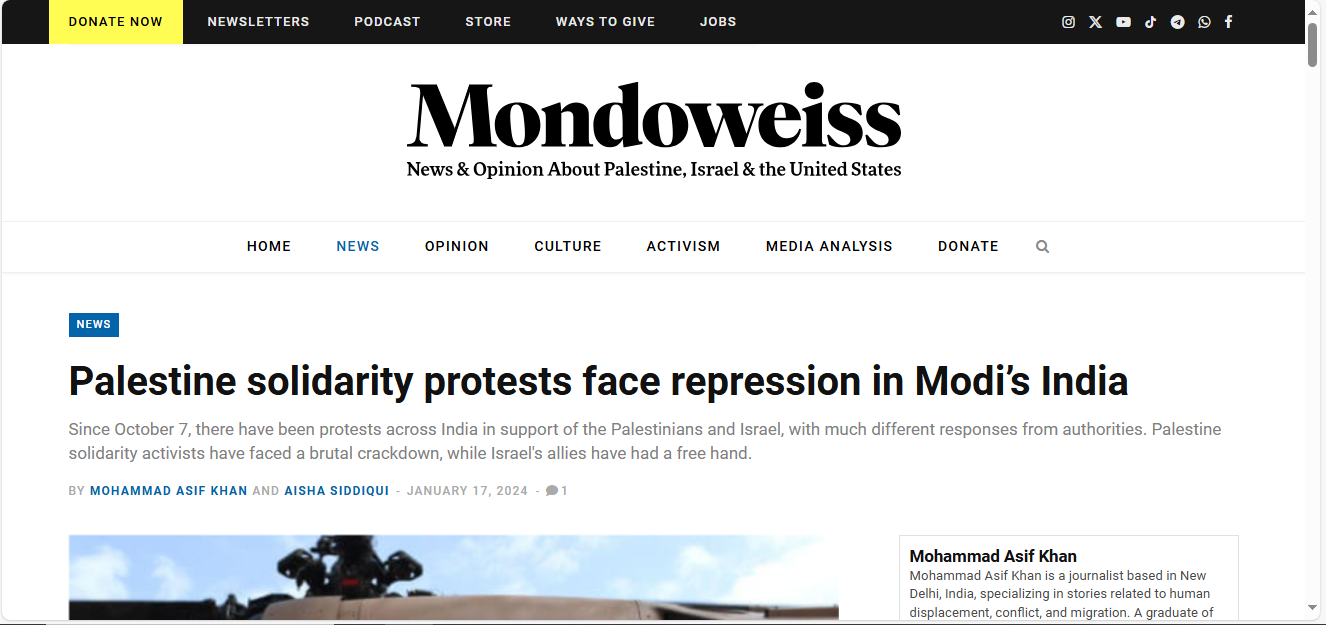 DONATE NOW NEWSLETTERS PODCAST STORE WAYS TO GIVE JOBS
Mondoweiss
News & Opinion About Palestine, Israel & the United States
HOME NEWS OPINION CULTURE ACTIVISM MEDIA ANALYSIS DONATE
NEWS
Palestine solidarity protests face repression in Modi’s India
Since October 7, there have been protests across India in support of the Palestinians and Israel, with much different responses from authorities. Palestine
solidarity activists have faced a brutal crackdown, while Israel's allies have had a free hand.
BY MOHAMMAD ASIF KHAN AND AISHA SIDDIQUI - JANUARY 17, 2024 - 1
Mohammad Asif Khan
Mohammad Asif Khan is a journalist based in New
Delhi, India, specializing in stories related to human
displacement, conflict, and migration. A graduate of